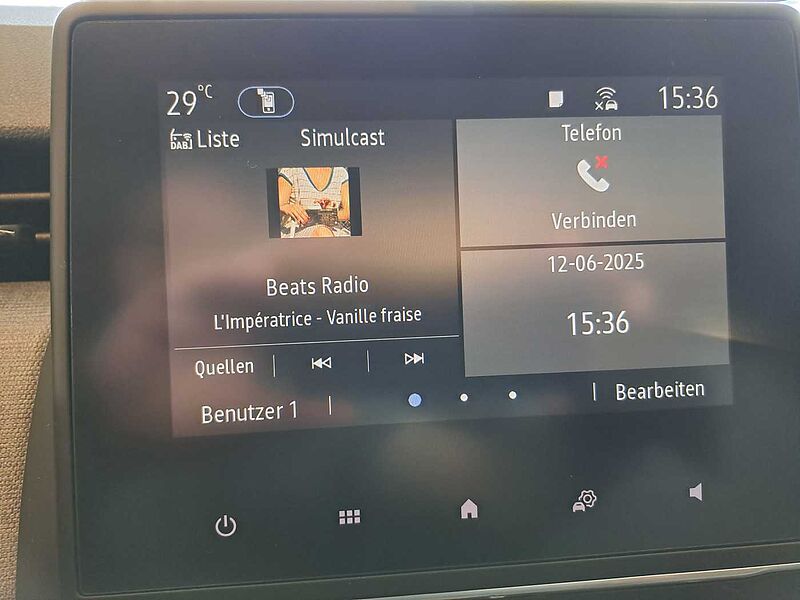 29°C
15:36
DAB Liste
Simulcast
Telefon
Verbinden
Beats Radio
L'Impératrice - Vanille fraise
12-06-2025
15:36
Quellen
Benutzer 1
Bearbeiten